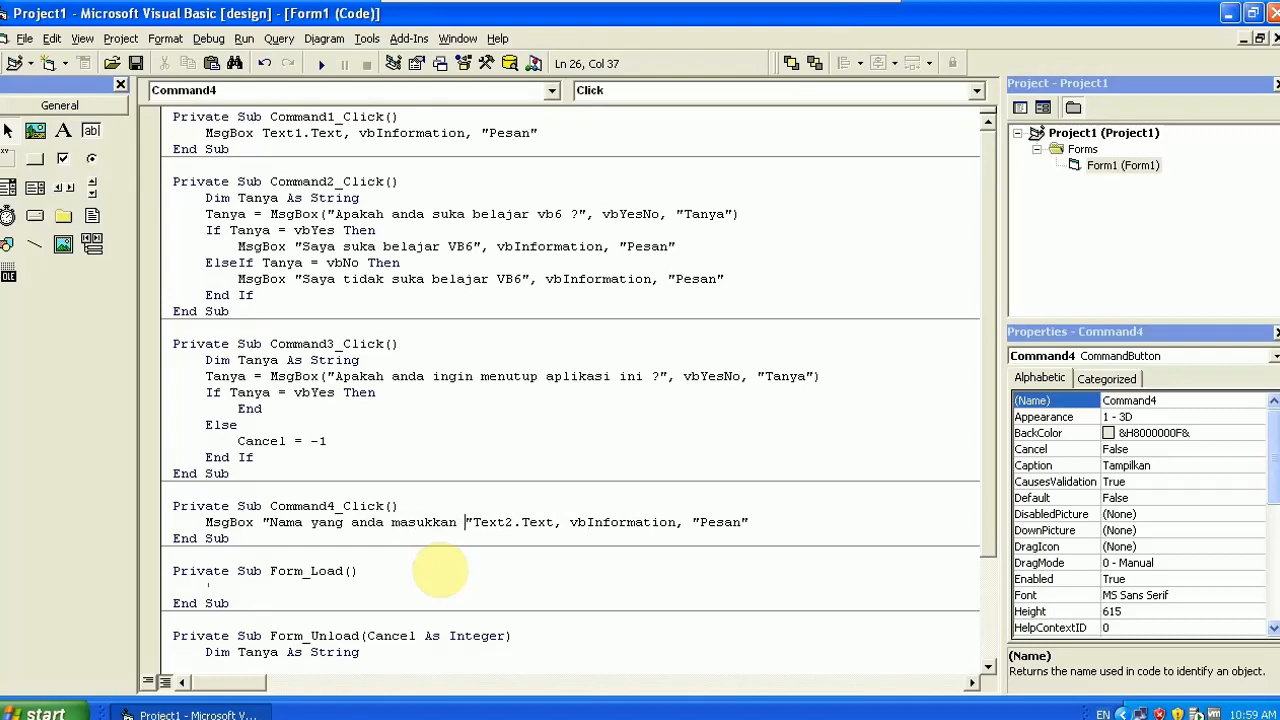 Project1 - Microsoft Visual Basic [design] - [Form1 (Code)]
File Edit View Project Format Debug Run Query Diagram Tools Add-Ins Window Help
Ln 26, Col 37
General
Command4
Click
Private Sub Command1_Click()
MsgBox Text1.Text, vbInformation, "Pesan"
End Sub
Private Sub Command2_Click()
Dim Tanya As String
Tanya = MsgBox("Apakah anda suka belajar vb6 ?", vbYesNo, "Tanya")
If Tanya = vbYes Then
MsgBox "Saya suka belajar VB6", vbInformation, "Pesan"
ElseIf Tanya = vbNo Then
MsgBox "Saya tidak suka belajar VB6", vbInformation, "Pesan"
End If
End Sub
Private Sub Command3_Click()
Dim Tanya As String
Tanya = MsgBox("Apakah anda ingin menutup aplikasi ini ?", vbYesNo, "Tanya")
If Tanya = vbYes Then
End
Else
Cancel = -1
End If
End Sub
Private Sub Command4_Click()
MsgBox "Nama yang anda masukkan "Text2.Text, vbInformation, "Pesan"
End Sub
Private Sub Form_Load()
'
End Sub
Private Sub Form_Unload(Cancel As Integer)
Dim Tanya As String
Project - Project1
Project1 (Project1)
Forms
Form1 (Form1)
Properties - Command4
Command4 CommandButton
Alphabetic Categorized
(Name) Command4
Appearance 1 - 3D
BackColor &H8000000F&
Cancel False
Caption Tampilkan
CausesValidation True
Default False
DisabledPicture (None)
DownPicture (None)
DragIcon (None)
DragMode 0 - Manual
Enabled True
Font MS Sans Serif
Height 615
HelpContextID 0
(Name)
Returns the name used in code to identify an object.
start
Project1 - Microsoft V...
EN
10:59 AM